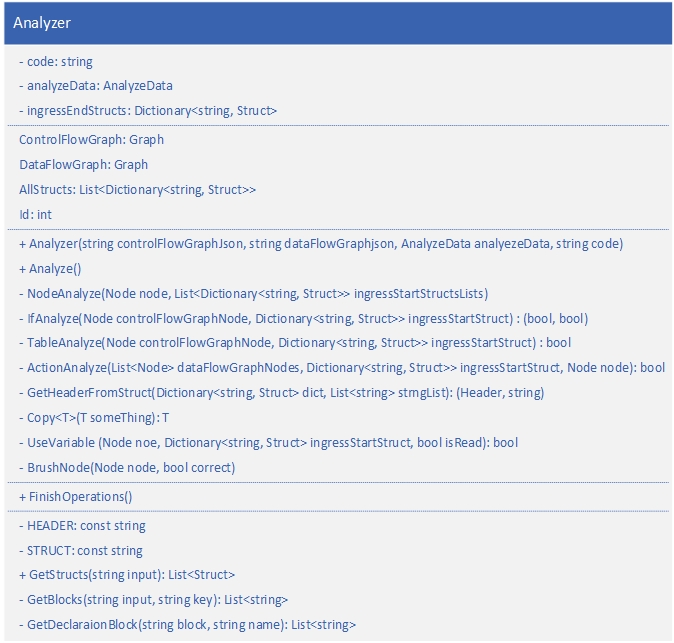 Analyzer
- code: string
- analyzeData: AnalyzeData
- ingressEndStructs: Dictionary<string, Struct>
ControlFlowGraph: Graph
DataFlowGraph: Graph
AllStructs: List<Dictionary<string, Struct>>
Id: int
+ Analyzer(string controlFlowGraphJson, string dataFlowGraphjson, AnalyzeData analyezeData, string code)
+ Analyze()
- NodeAnalyze(Node node, List<Dictionary<string, Struct>> ingressStartStructsLists)
- IfAnalyze(Node controlFlowGraphNode, Dictionary<string, Struct>> ingressStartStruct) : (bool, bool)
- TableAnalyze(Node controlFlowGraphNode, Dictionary<string, Struct>> ingressStartStruct) : bool
- ActionAnalyze(List<Node> dataFlowGraphNodes, Dictionary<string, Struct>> ingressStartStruct, Node node): bool
- GetHeaderFromStruct(Dictionary<string, Struct> dict, List<string> strngList): (Header, string)
- Copy<T>(T someThing): T
- UseVariable (Node noe, Dictionary<string, Struct> ingressStartStruct, bool isRead): bool
- BrushNode(Node node, bool correct)
+ FinishOperations()
- HEADER: const string
- STRUCT: const string
+ GetStructs(string input): List<Struct>
- GetBlocks(string input, string key): List<string>
- GetDeclaraionBlock(string block, string name): List<string>